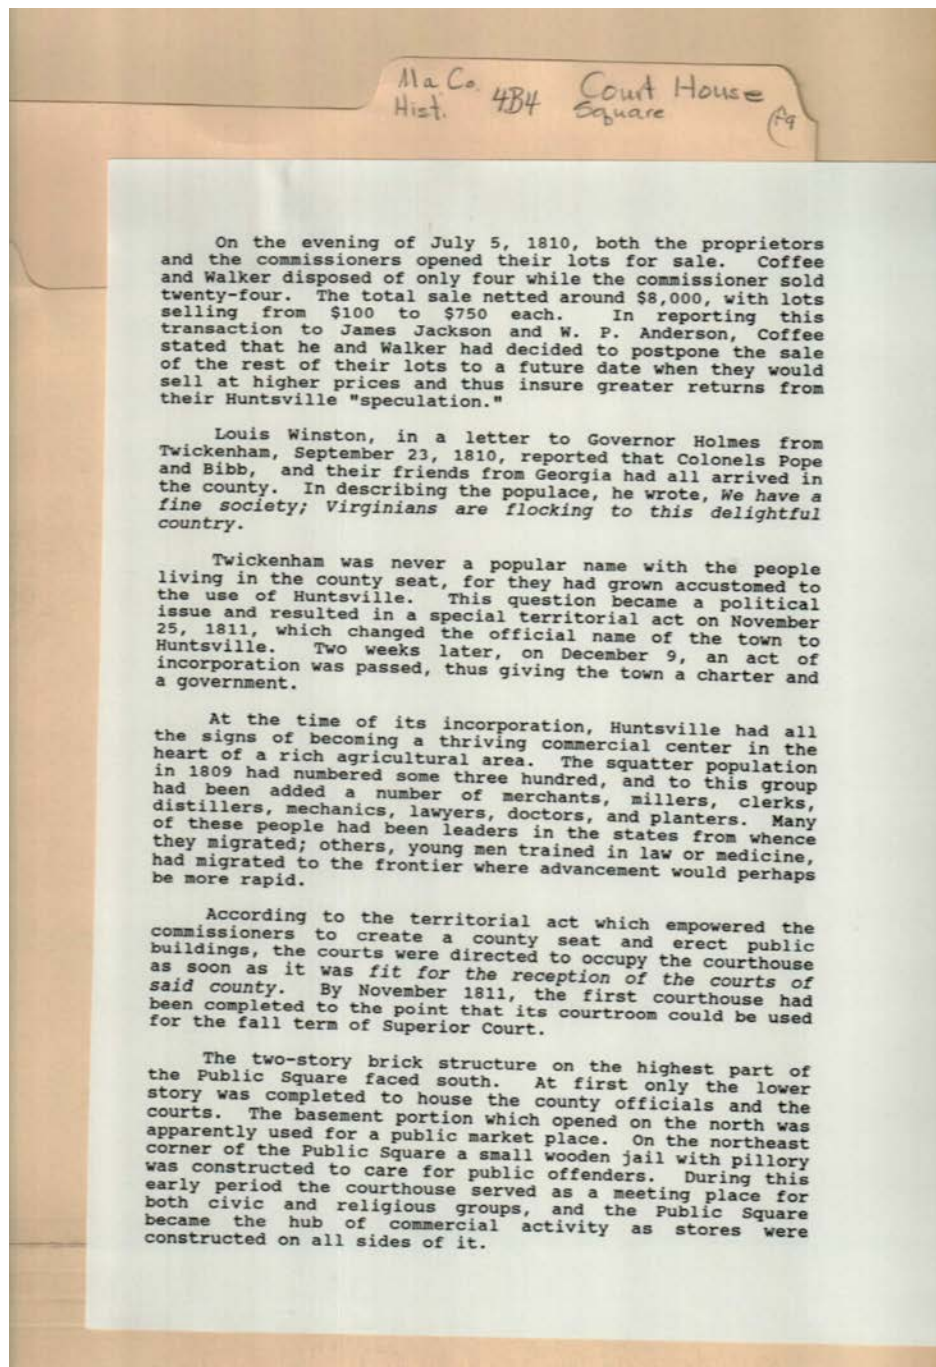 Ma Co. Court House
Hist. 4B4 Square
On the evening of July 5, 1810, both the proprietors
and the commissioners opened their lots for sale. Coffee
and Walker disposed of only four while the commissioner sold
twenty-four. The total sale netted around $8,000, with lots
selling from $100 to $750 each. In reporting this
transaction to James Jackson and W. P. Anderson, Coffee
stated that he and Walker had decided to postpone the sale
of the rest of their lots to a future date when they would
sell at higher prices and thus insure greater returns from
their Huntsville "speculation."
Louis Winston, in a letter to Governor Holmes from
Twickenham, September 23, 1810, reported that Colonels Pope
and Bibb, and their friends from Georgia had all arrived in
the county. In describing the populace, he wrote, We have a
fine society; Virginians are flocking to this delightful
country.
Twickenham was never a popular name with the people
living in the county seat, for they had grown accustomed to
the use of Huntsville. This question became a political
issue and resulted in a special territorial act on November
25, 1811, which changed the official name of the town to
Huntsville. Two weeks later, on December 9, an act of
incorporation was passed, thus giving the town a charter and
a government.
At the time of its incorporation, Huntsville had all
the signs of becoming a thriving commercial center in the
heart of a rich agricultural area. The squatter population
in 1809 had numbered some three hundred, and to this group
had been added a number of merchants, millers, clerks,
distillers, mechanics, lawyers, doctors, and planters. Many
of these people had been leaders in the states from whence
they migrated; others, young men trained in law or medicine,
had migrated to the frontier where advancement would perhaps
be more rapid.
According to the territorial act which empowered the
commissioners to create a county seat and erect public
buildings, the courts were directed to occupy the courthouse
as soon as it was fit for the reception of the courts of
said county. By November 1811, the first courthouse had
been completed to the point that its courtroom could be used
for the fall term of Superior Court.
The two-story brick structure on the highest part of
the Public Square faced south. At first only the lower
story was completed to house the county officials and the
courts. The basement portion which opened on the north was
apparently used for a public market place. On the northeast
corner of the Public Square a small wooden jail with pillory
was constructed to care for public offenders. During this
early period the courthouse served as a meeting place for
both civic and religious groups, and the Public Square
became the hub of commercial activity as stores were
constructed on all sides of it.